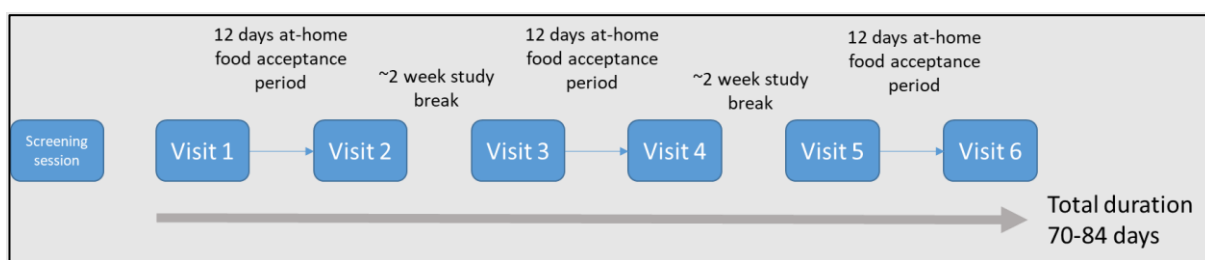 12 days at-home
food acceptance
period
~2 week study
break
12 days at-home
food acceptance
period
~2 week study
break
12 days at-home
food acceptance
period
Screening
session
Visit 1
Visit 2
Visit 3
Visit 4
Visit 5
Visit 6
Total duration
70-84 days